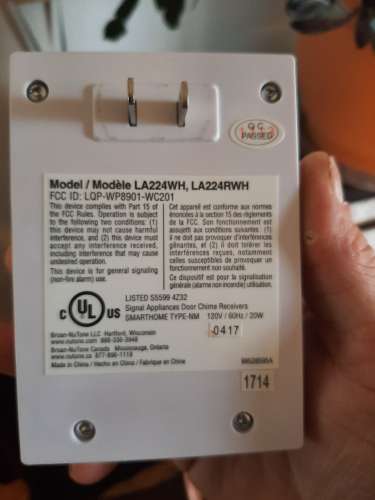 Q.C.
PASSED
Model / Modèle LA224WH, LA224RWH
FCC ID: LQP-WP8901-WC201
This device complies with Part 15 of
the FCC Rules. Operation is subject
to the following two conditions: (1)
this device may not cause harmful
interference, and (2) this device must
accept any interference received,
including interference that may cause
undesired operation.
This device is for general signaling
(non-fire alarm) use.
Cet appareil est conforme aux normes
énoncées à la section 15 des règlements
de la FCC. Son fonctionnement est
assujetti aux conditions suivantes : (1)
il ne doit pas provoquer d'interférences
gênantes, et (2) il doit tolérer les
interférences reçues, notamment
celles susceptibles de provoquer un
fonctionnement inopportun.
Ce dispositif est pour la signalisation
générale (alarme non incendie) utilisation.
C UL US
LISTED S5599 4Z32
Signal Appliances Door Chime Receivers
SMARTHOME TYPE-NM 120V / 60Hz / 20W
0417
Broan-NuTone LLC Hartford, Wisconsin
www.nutone.com
Broan-NuTone Canada Mississauga, Ontario
www.nutone.ca 877-896-1119
Made in China / Hecho en China / Fabriqué en Chine
1714